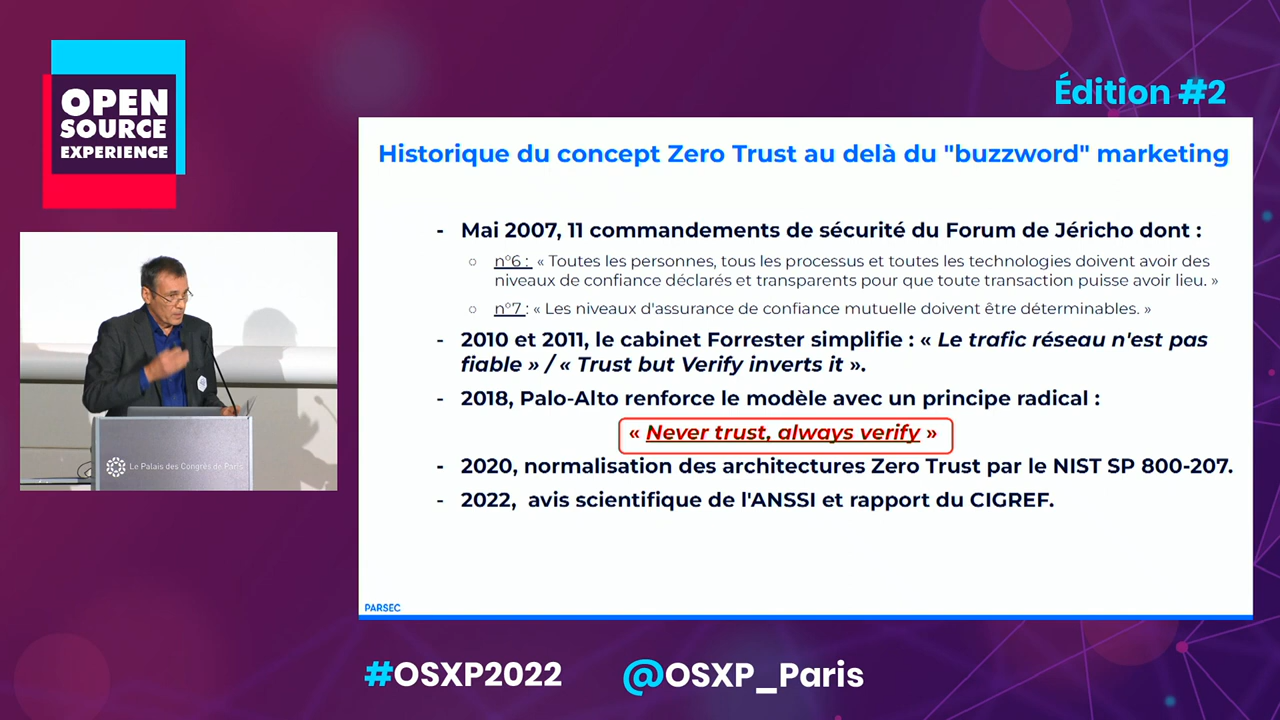 OPEN
SOURCE
EXPERIENCE
Édition #2
Historique du concept Zero Trust au delà du "buzzword" marketing
- Mai 2007, 11 commandements de sécurité du Forum de Jéricho dont :
○ n°6 : « Toutes les personnes, tous les processus et toutes les technologies doivent avoir des
niveaux de confiance déclarés et transparents pour que toute transaction puisse avoir lieu. »
○ n°7 : « Les niveaux d'assurance de confiance mutuelle doivent être déterminables. »
- 2010 et 2011, le cabinet Forrester simplifie : « Le trafic réseau n'est pas
fiable » / « Trust but Verify inverts it ».
- 2018, Palo-Alto renforce le modèle avec un principe radical :
« Never trust, always verify »
- 2020, normalisation des architectures Zero Trust par le NIST SP 800-207.
- 2022, avis scientifique de l'ANSSI et rapport du CIGREF.
PARSEC
Le Palais des Congrès de Paris
#OSXP2022
@OSXP_Paris